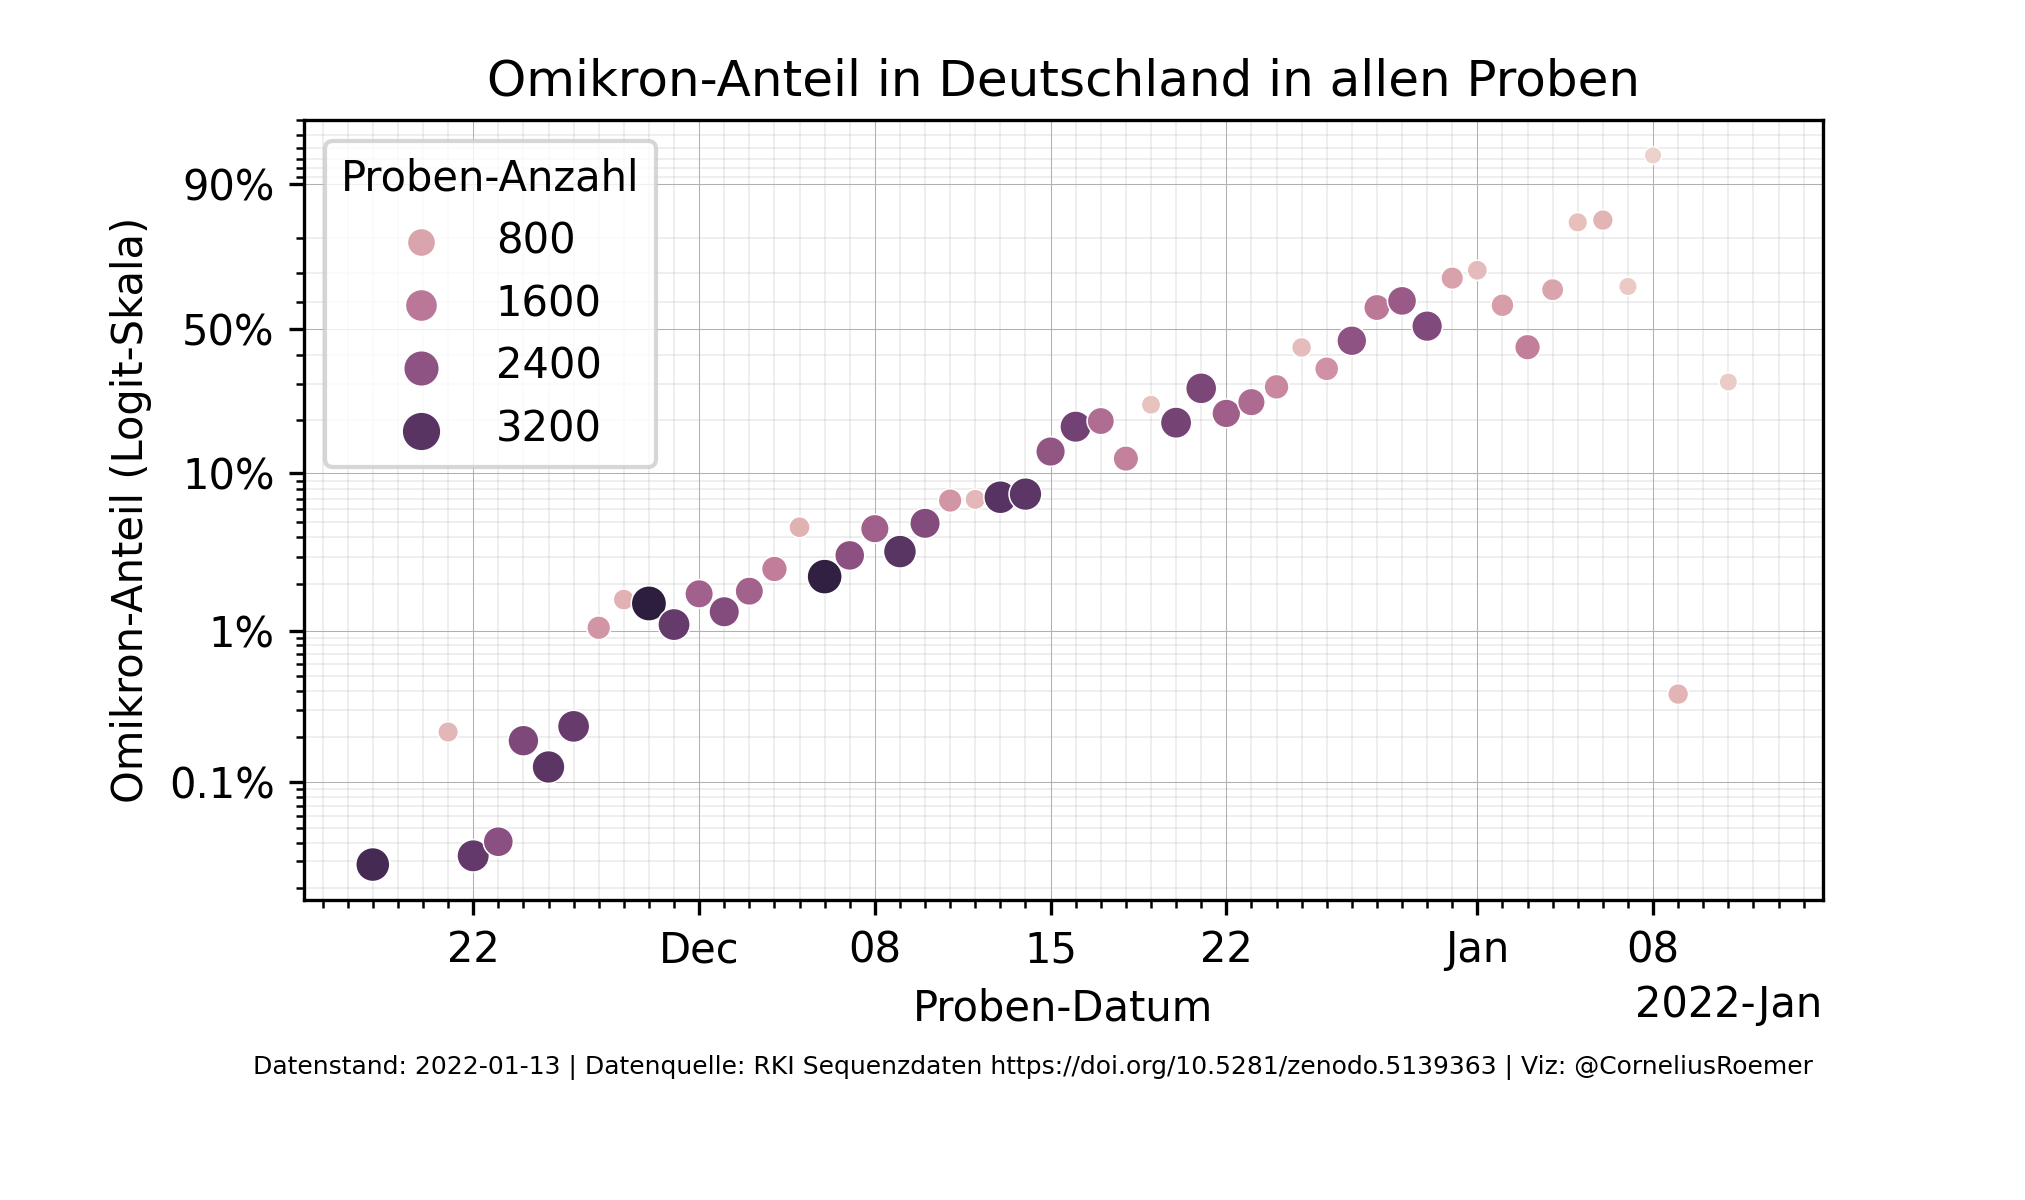 Omikron-Anteil in Deutschland in allen Proben
Omikron-Anteil (Logit-Skala)
90%
50%
10%
1%
0.1%
Proben-Anzahl
800
1600
2400
3200
22 Dec 08 15 22 Jan 08
Proben-Datum
2022-Jan
Datenstand: 2022-01-13 | Datenquelle: RKI Sequenzdaten https://doi.org/10.5281/zenodo.5139363 | Viz: @CorneliusRoemer